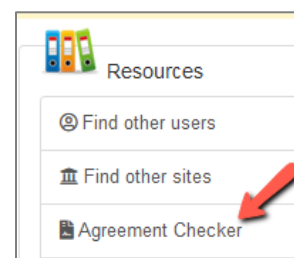 Resources
Find other users
Find other sites
Agreement Checker